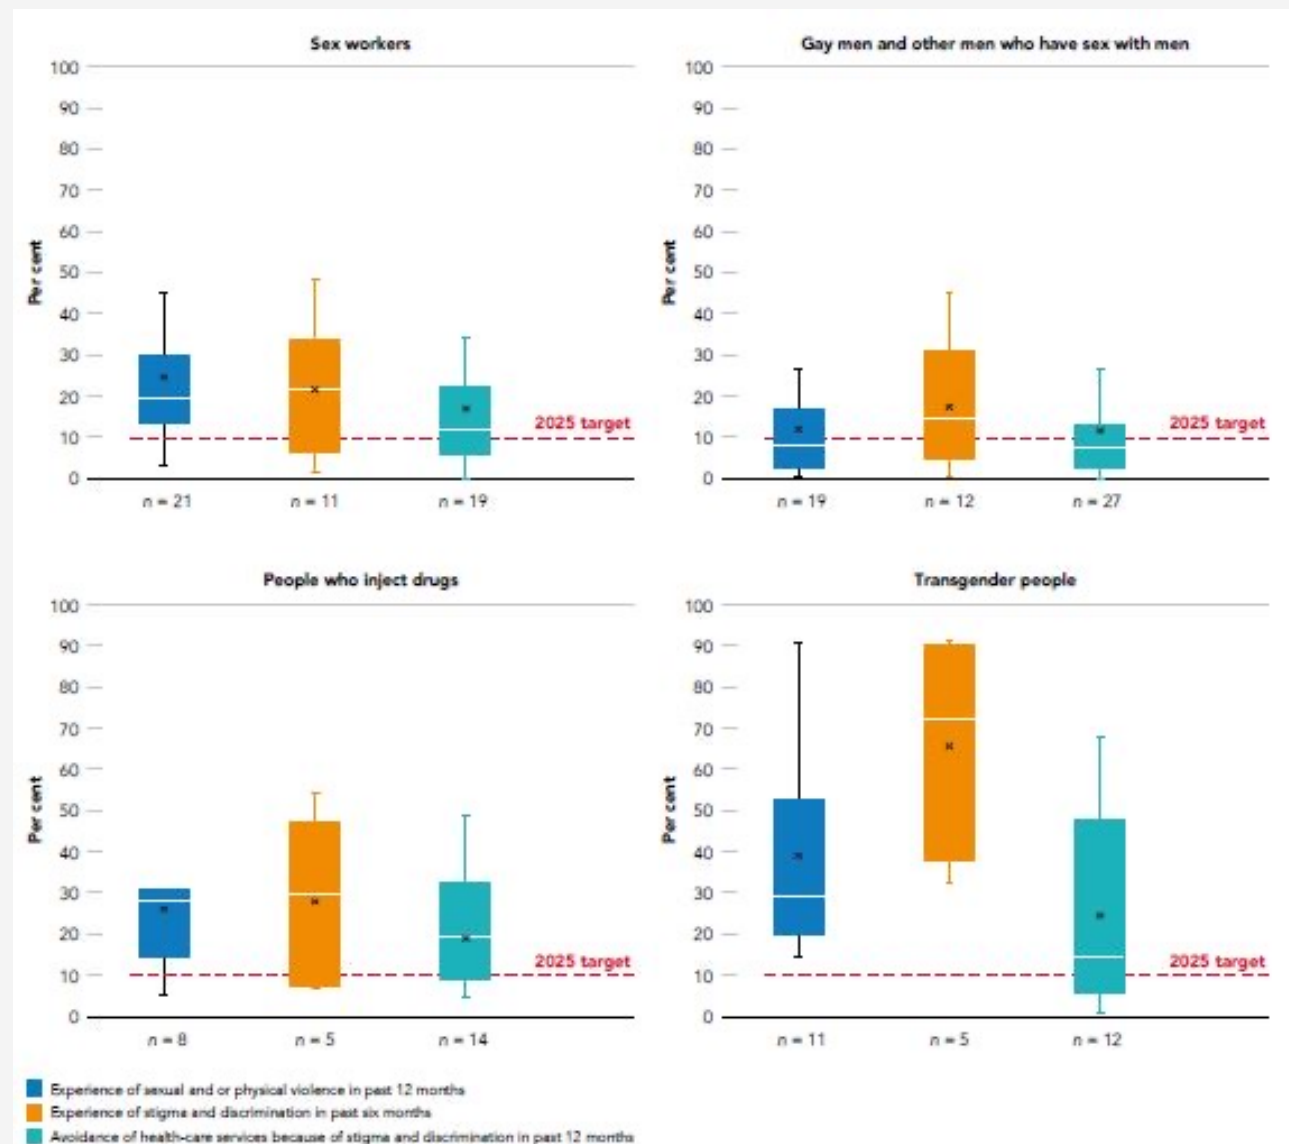 Sex workers
100
90
80
70
60
50
40
30
20
10
0
Per cent
2025 target
n = 21
n = 11
n = 19
Gay men and other men who have sex with men
100
90
80
70
60
50
40
30
20
10
0
Per cent
2025 target
n = 19
n = 12
n = 27
People who inject drugs
100
90
80
70
60
50
40
30
20
10
0
Per cent
2025 target
n = 8
n = 5
n = 14
Transgender people
100
90
80
70
60
50
40
30
20
10
0
Per cent
2025 target
n = 11
n = 5
n = 12
Experience of sexual and or physical violence in past 12 months
Experience of stigma and discrimination in past six months
Avoidance of health-care services because of stigma and discrimination in past 12 months